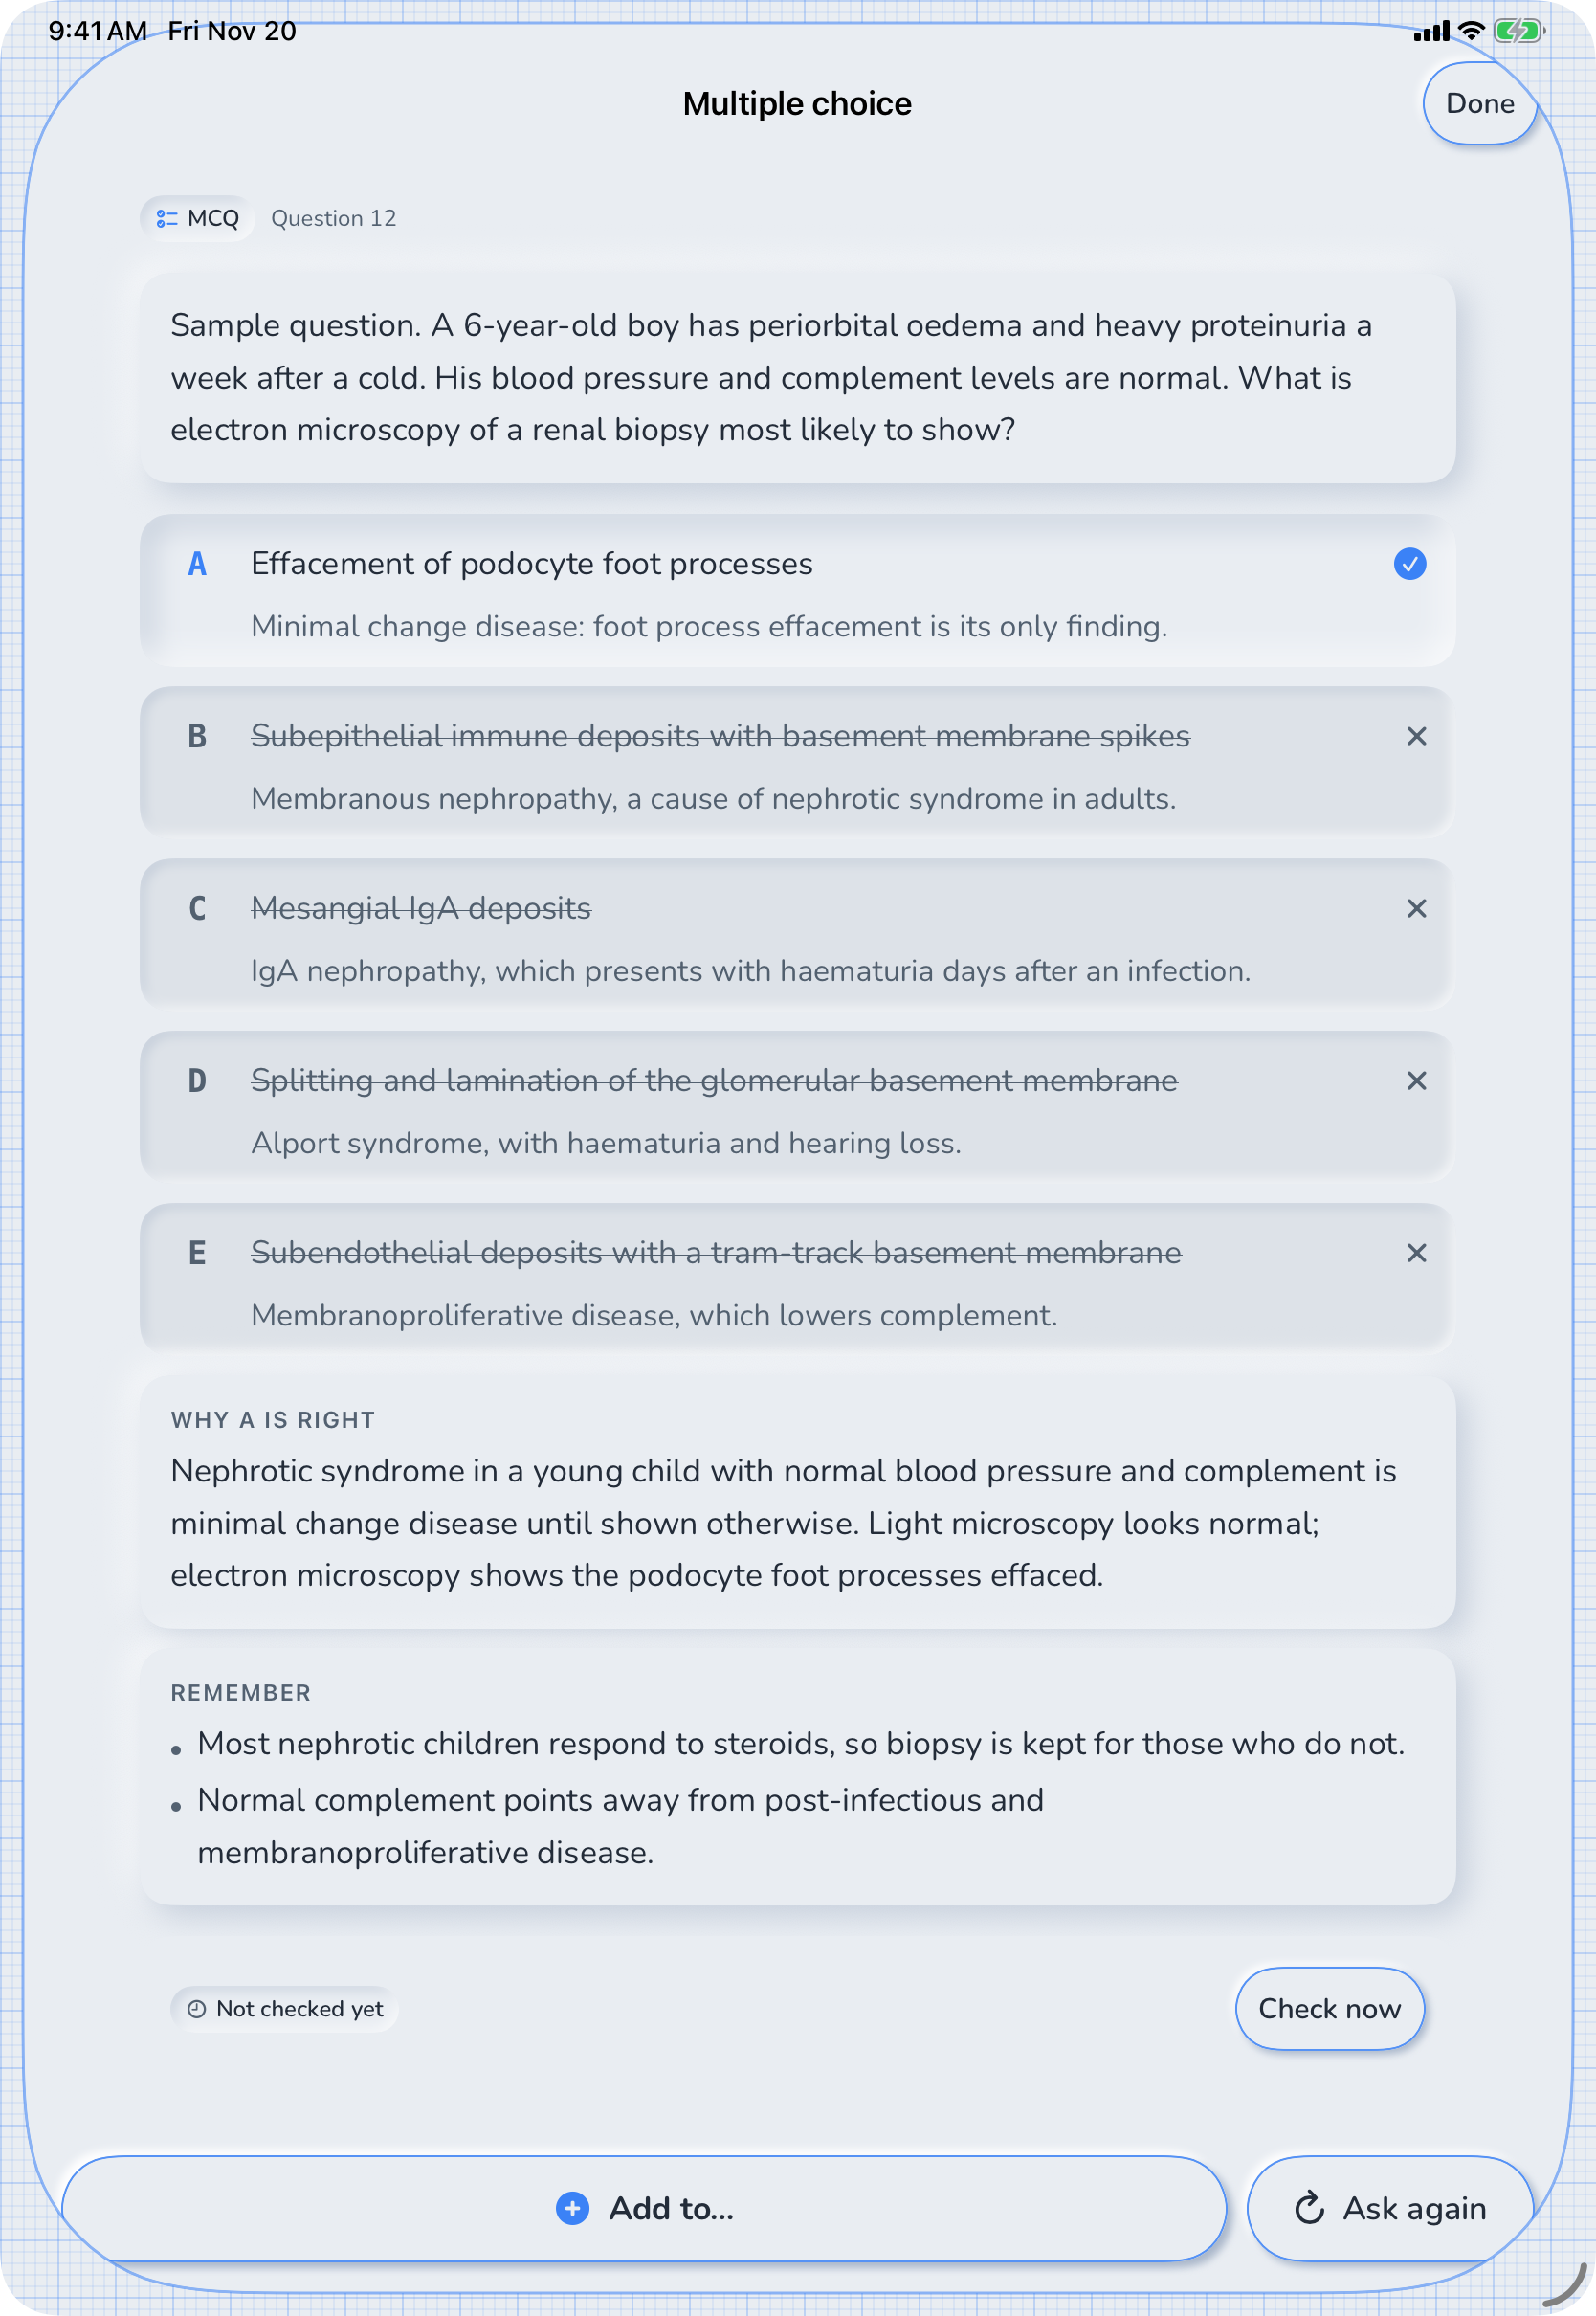 9:41 AM Fri Nov 20
Multiple choice
Done
MCQ Question 12
Sample question. A 6-year-old boy has periorbital oedema and heavy proteinuria a
week after a cold. His blood pressure and complement levels are normal. What is
electron microscopy of a renal biopsy most likely to show?
A Effacement of podocyte foot processes
Minimal change disease: foot process effacement is its only finding.
B Subepithelial immune deposits with basement membrane spikes
Membranous nephropathy, a cause of nephrotic syndrome in adults.
C Mesangial IgA deposits
IgA nephropathy, which presents with haematuria days after an infection.
D Splitting and lamination of the glomerular basement membrane
Alport syndrome, with haematuria and hearing loss.
E Subendothelial deposits with a tram-track basement membrane
Membranoproliferative disease, which lowers complement.
WHY A IS RIGHT
Nephrotic syndrome in a young child with normal blood pressure and complement is
minimal change disease until shown otherwise. Light microscopy looks normal;
electron microscopy shows the podocyte foot processes effaced.
REMEMBER
• Most nephrotic children respond to steroids, so biopsy is kept for those who do not.
• Normal complement points away from post-infectious and
membranoproliferative disease.
Not checked yet
Check now
Add to...
Ask again